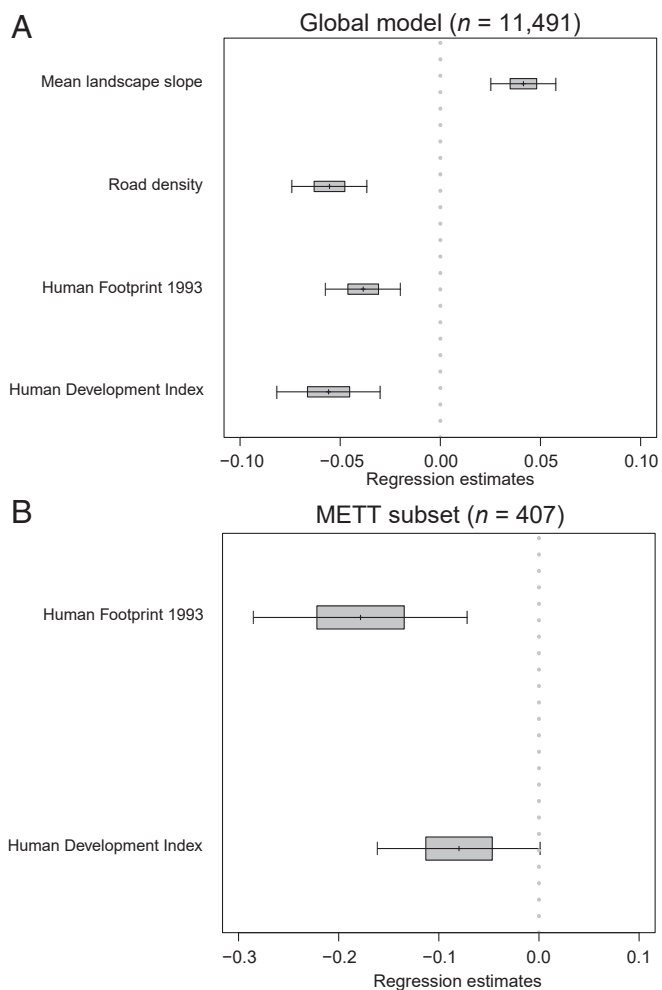 A
Global model (n = 11,491)
Mean landscape slope
Road density
Human Footprint 1993
Human Development Index
−0.10 −0.05 0.00 0.05 0.10
Regression estimates
B
METT subset (n = 407)
Human Footprint 1993
Human Development Index
−0.3 −0.2 −0.1 0.0 0.1
Regression estimates